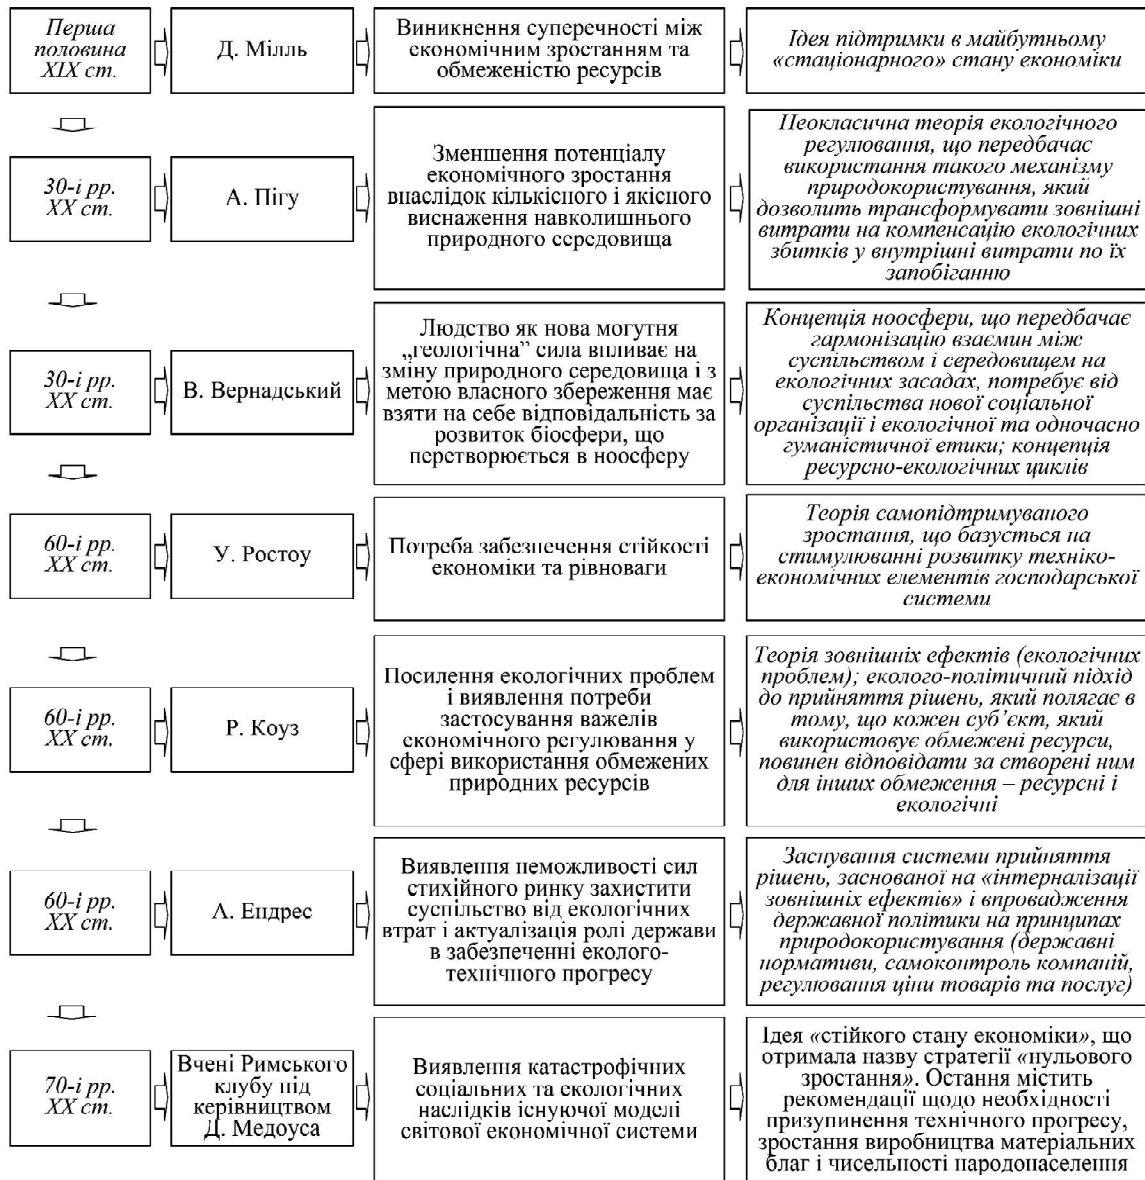 Перша
половина
XIX ст.
Д. Мілль
Виникнення суперечності між
економічним зростанням та
обмеженістю ресурсів
Ідея підтримки в майбутньому
«стаціонарного» стану економіки
30-і рр.
XX ст.
А. Пігу
Зменшення потенціалу
економічного зростання
внаслідок кількісного і якісного
виснаження навколишнього
природного середовища
Неокласична теорія екологічного
регулювання, що передбачає
використання такого механізму
природокористування, який
дозволить трансформувати зовнішні
витрати на компенсацію екологічних
збитків у внутрішні витрати по їх
запобіганню
30-і рр.
XX ст.
В. Вернадський
Людство як нова могутня
„геологічна” сила впливає на
зміну природного середовища і з
метою власного збереження має
взяти на себе відповідальність за
розвиток біосфери, що
перетворюється в ноосферу
Концепція ноосфери, що передбачає
гармонізацію взаємин між
суспільством і середовищем на
екологічних засадах, потребує від
суспільства нової соціальної
організації і екологічної та одночасно
гуманістичної етики; концепція
ресурсно-екологічних циклів
60-і рр.
XX ст.
У. Ростоу
Потреба забезпечення стійкості
економіки та рівноваги
Теорія самопідтримуваного
зростання, що базується на
стимулюванні розвитку техніко-
економічних елементів господарської
системи
60-і рр.
XX ст.
Р. Коуз
Посилення екологічних проблем
і виявлення потреби
застосування важелів
економічного регулювання у
сфері використання обмежених
природних ресурсів
Теорія зовнішніх ефектів (екологічних
проблем); еколого-політичний підхід
до прийняття рішень, який полягає в
тому, що кожен суб’єкт, який
використовує обмежені ресурси,
повинен відповідати за створені ним
для інших обмеження – ресурсні і
екологічні
60-і рр.
XX ст.
А. Ендрес
Виявлення неможливості сил
стихійного ринку захистити
суспільство від екологічних
втрат і актуалізація ролі держави
в забезпеченні еколого-
технічного прогресу
Заснування системи прийняття
рішень, заснованої на «інтерналізації
зовнішніх ефектів» і впровадження
державної політики на принципах
природокористування (державні
нормативи, самоконтроль компаній,
регулювання ціни товарів та послуг)
70-і рр.
XX ст.
Вчені Римського
клубу під
керівництвом
Д. Медоуса
Виявлення катастрофічних
соціальних та екологічних
наслідків існуючої моделі
світової економічної системи
Ідея «стійкого стану економіки», що
отримала назву стратегії «нульового
зростання». Остання містить
рекомендації щодо необхідності
призупинення технічного прогресу,
зростання виробництва матеріальних
благ і чисельності народонаселення